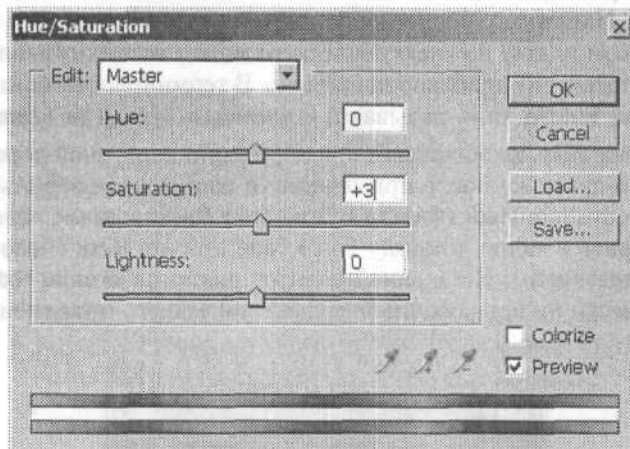 Hue/Saturation
Edit: Master
Hue: 0
Saturation: +3
Lightness: 0
OK
Cancel
Load...
Save...
Colorize
Preview